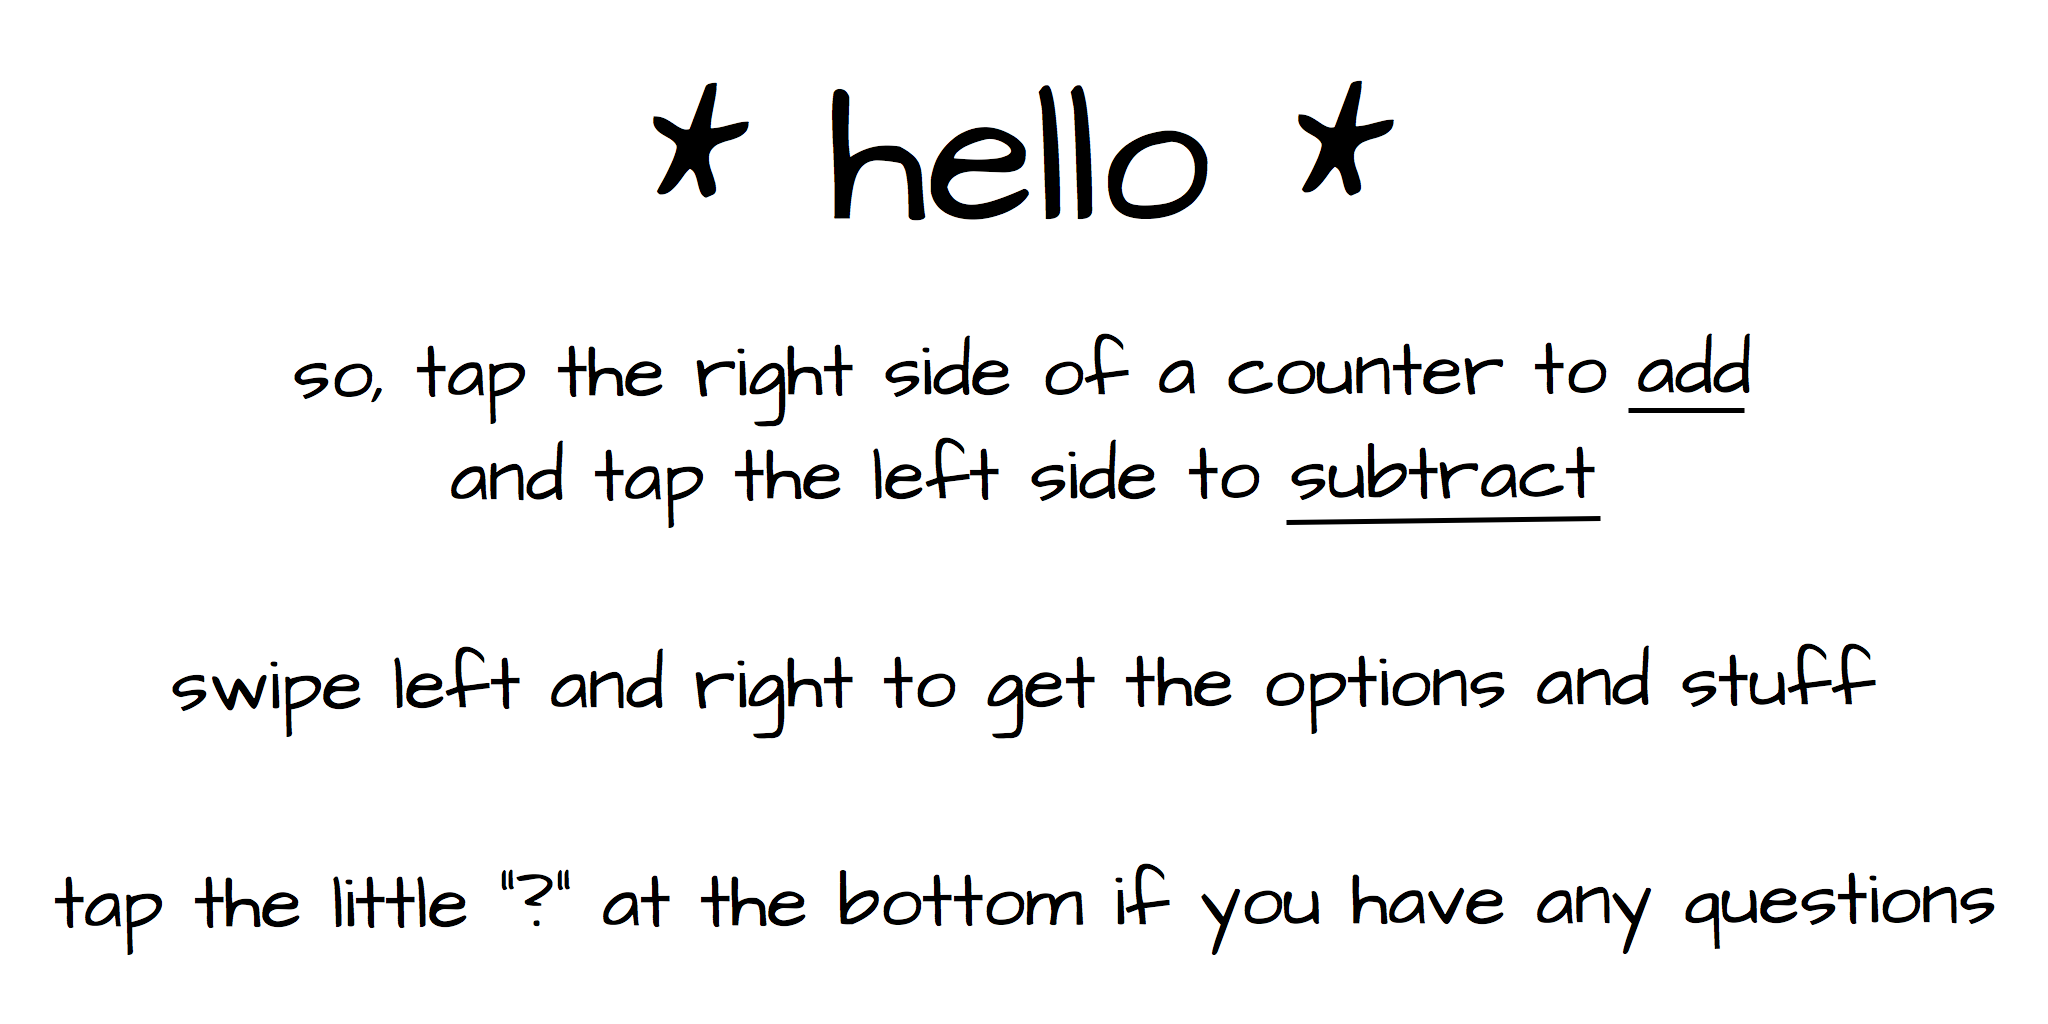 * hello *
so, tap the right side of a counter to add
and tap the left side to subtract
swipe left and right to get the options and stuff
tap the little "?" at the bottom if you have any questions